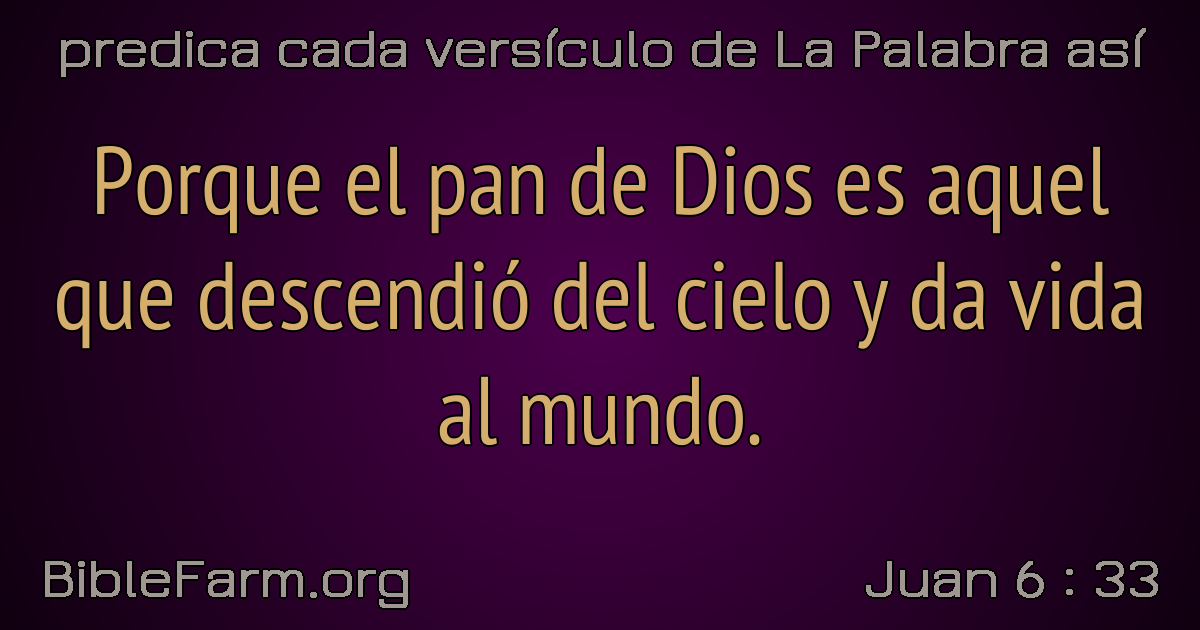 predica cada versículo de La Palabra así
Porque el pan de Dios es aquel
que descendió del cielo y da vida
al mundo.
BibleFarm.org
Juan 6 : 33